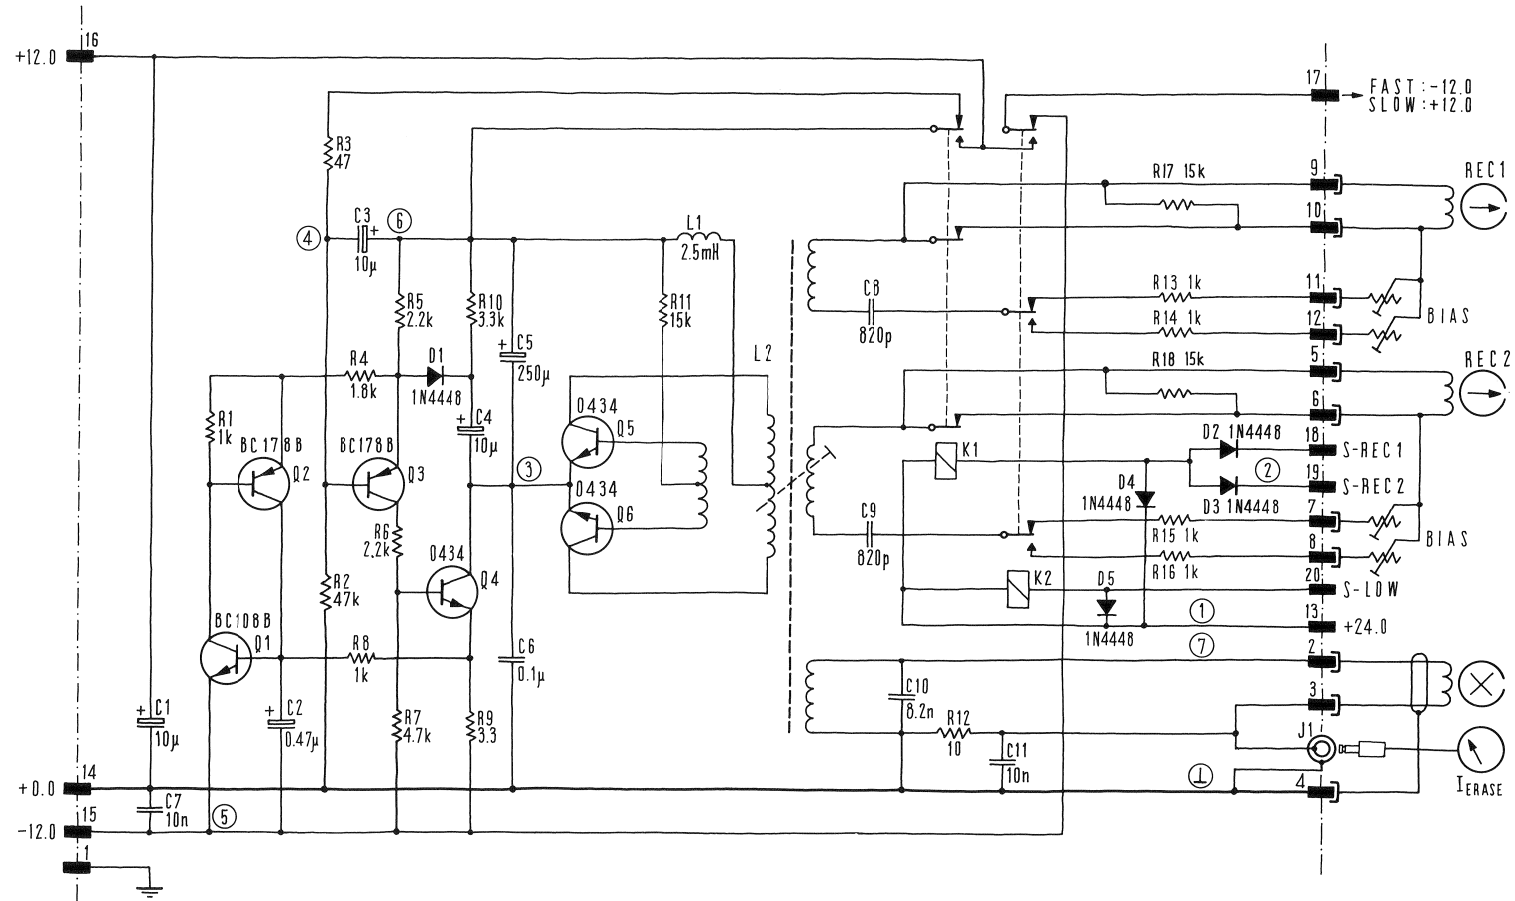 16
+12.0
17
FAST:-12.0
SLOW:+12.0
R3
47
R17 15k
9
REC1
C3
+
6
4
10μ
L1
2.5mH
10
R5
2.2k
R10
3.3k
R11
15k
C8
820p
R13 1k
11
R14 1k
12
BIAS
+ C5
250μ
L2
R4
1.8k
D1
1N4448
R18 15k
5
REC2
R1
1k
+ C4
10μ
0434
Q5
6
BC178B
BC178B
K1
D2 1N4448
18
S-REC1
Q2
Q3
3
0434
Q6
D4
1N4448
2
19
S-REC2
D3 1N4448
7
R6
2.2k
C9
820p
R15 1k
8
BIAS
R16 1k
0434
Q4
R2
47k
K2
D5
1N4448
20
S-LOW
1
13
+24.0
BC108B
Q1
R8
1k
C6
0.1μ
7
2
+ C1
10μ
+ C2
0.47μ
R7
4.7k
R9
3.3
C10
8.2n
R12
10
3
J1
C11
10n
14
+0.0
4
IERASE
C7
10n
15
-12.0
5
1